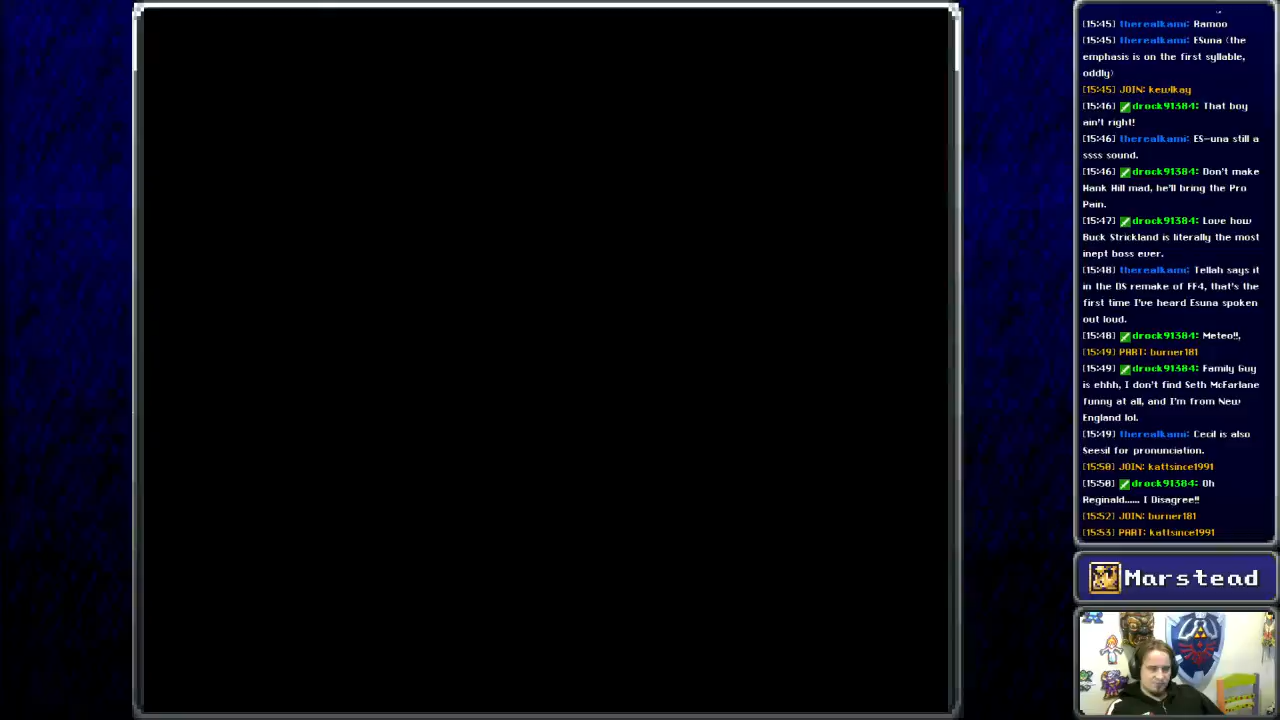 [15:45] therealkami: Ramoo
[15:45] therealkami: ESuna (the
emphasis is on the first syllable,
oddly)
[15:45] JOIN: kewlkay
[15:46] drock91384: That boy
ain't right!
[15:46] therealkami: ES-una still a
ssss sound.
[15:46] drock91384: Don't make
Hank Hill mad, he'll bring the Pro
Pain.
[15:47] drock91384: Love how
Buck Strickland is literally the most
inept boss ever.
[15:48] therealkami: Tellah says it
in the DS remake of FF4, that's the
first time I've heard Esuna spoken
out loud.
[15:48] drock91384: Meteo!!,
[15:49] PART: burner181
[15:49] drock91384: Family Guy
is ehhh, I don't find Seth McFarlane
funny at all, and I'm from New
England lol.
[15:49] therealkami: Cecil is also
Seesil for pronunciation.
[15:50] JOIN: kattsince1991
[15:50] drock91384: Oh
Reginald...... I Disagree!!
[15:52] JOIN: burner181
[15:53] PART: kattsince1991
Marstead